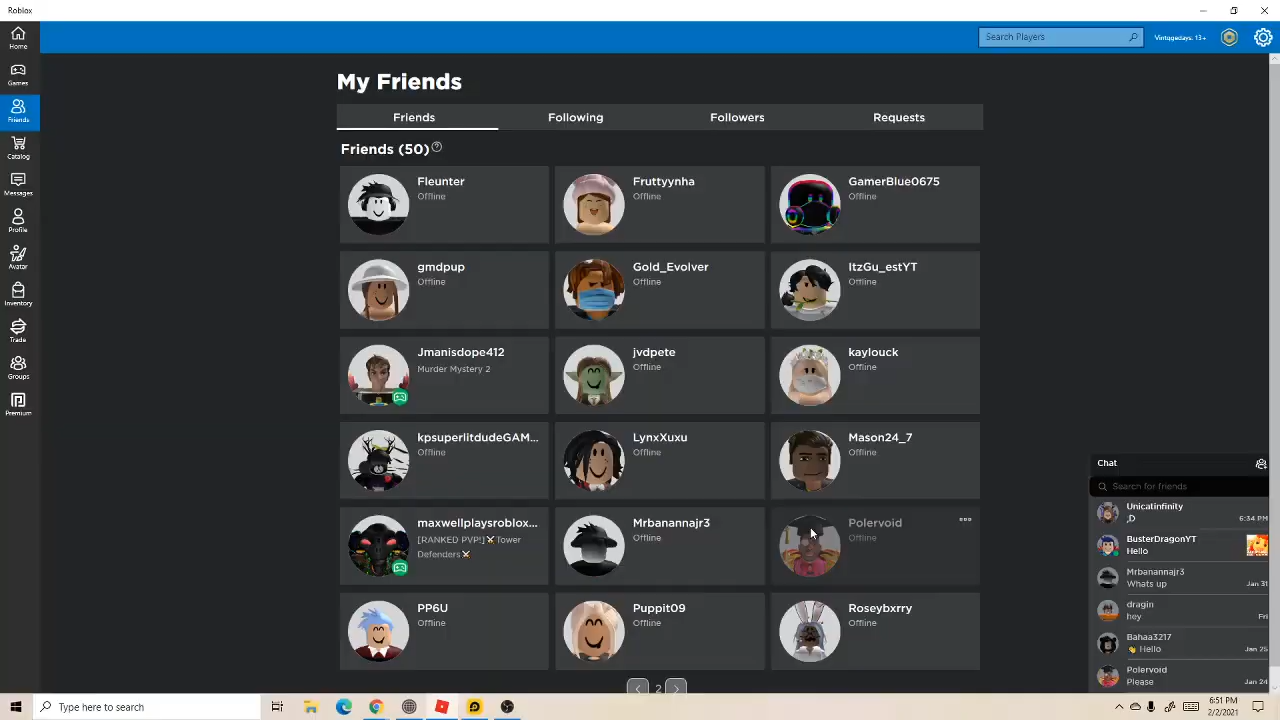 Roblox
Search Players
Vintqgedays: 13+
Home
Games
Friends
Catalog
Messages
Profile
Avatar
Inventory
Trade
Groups
Premium
My Friends
Friends
Following
Followers
Requests
Friends (50)
Fleunter
Offline
Fruttyynha
Offline
GamerBlue0675
Offline
gmdpup
Offline
Gold_Evolver
Offline
ItzGu_estYT
Offline
Jmanisdope412
Murder Mystery 2
jvdpete
Offline
kaylouck
Offline
kpsuperlitdudeGAM...
Offline
LynxXuxu
Offline
Mason24_7
Offline
maxwellplaysroblox...
[RANKED PVP!]⚔Tower
Defenders⚔
Mrbanannajr3
Offline
Polervoid
Offline
PP6U
Offline
Puppit09
Offline
Roseybxrry
Offline
2
Chat
Search for friends
Unicatinfinity
;D
6:34 PM
BusterDragonYT
Hello
Mrbanannajr3
Whats up
Jan 31
dragin
hey
Fri
Bahaa3217
👋 Hello
Jan 25
Polervoid
Please
Jan 24
Type here to search
6:51 PM
2/2/2021